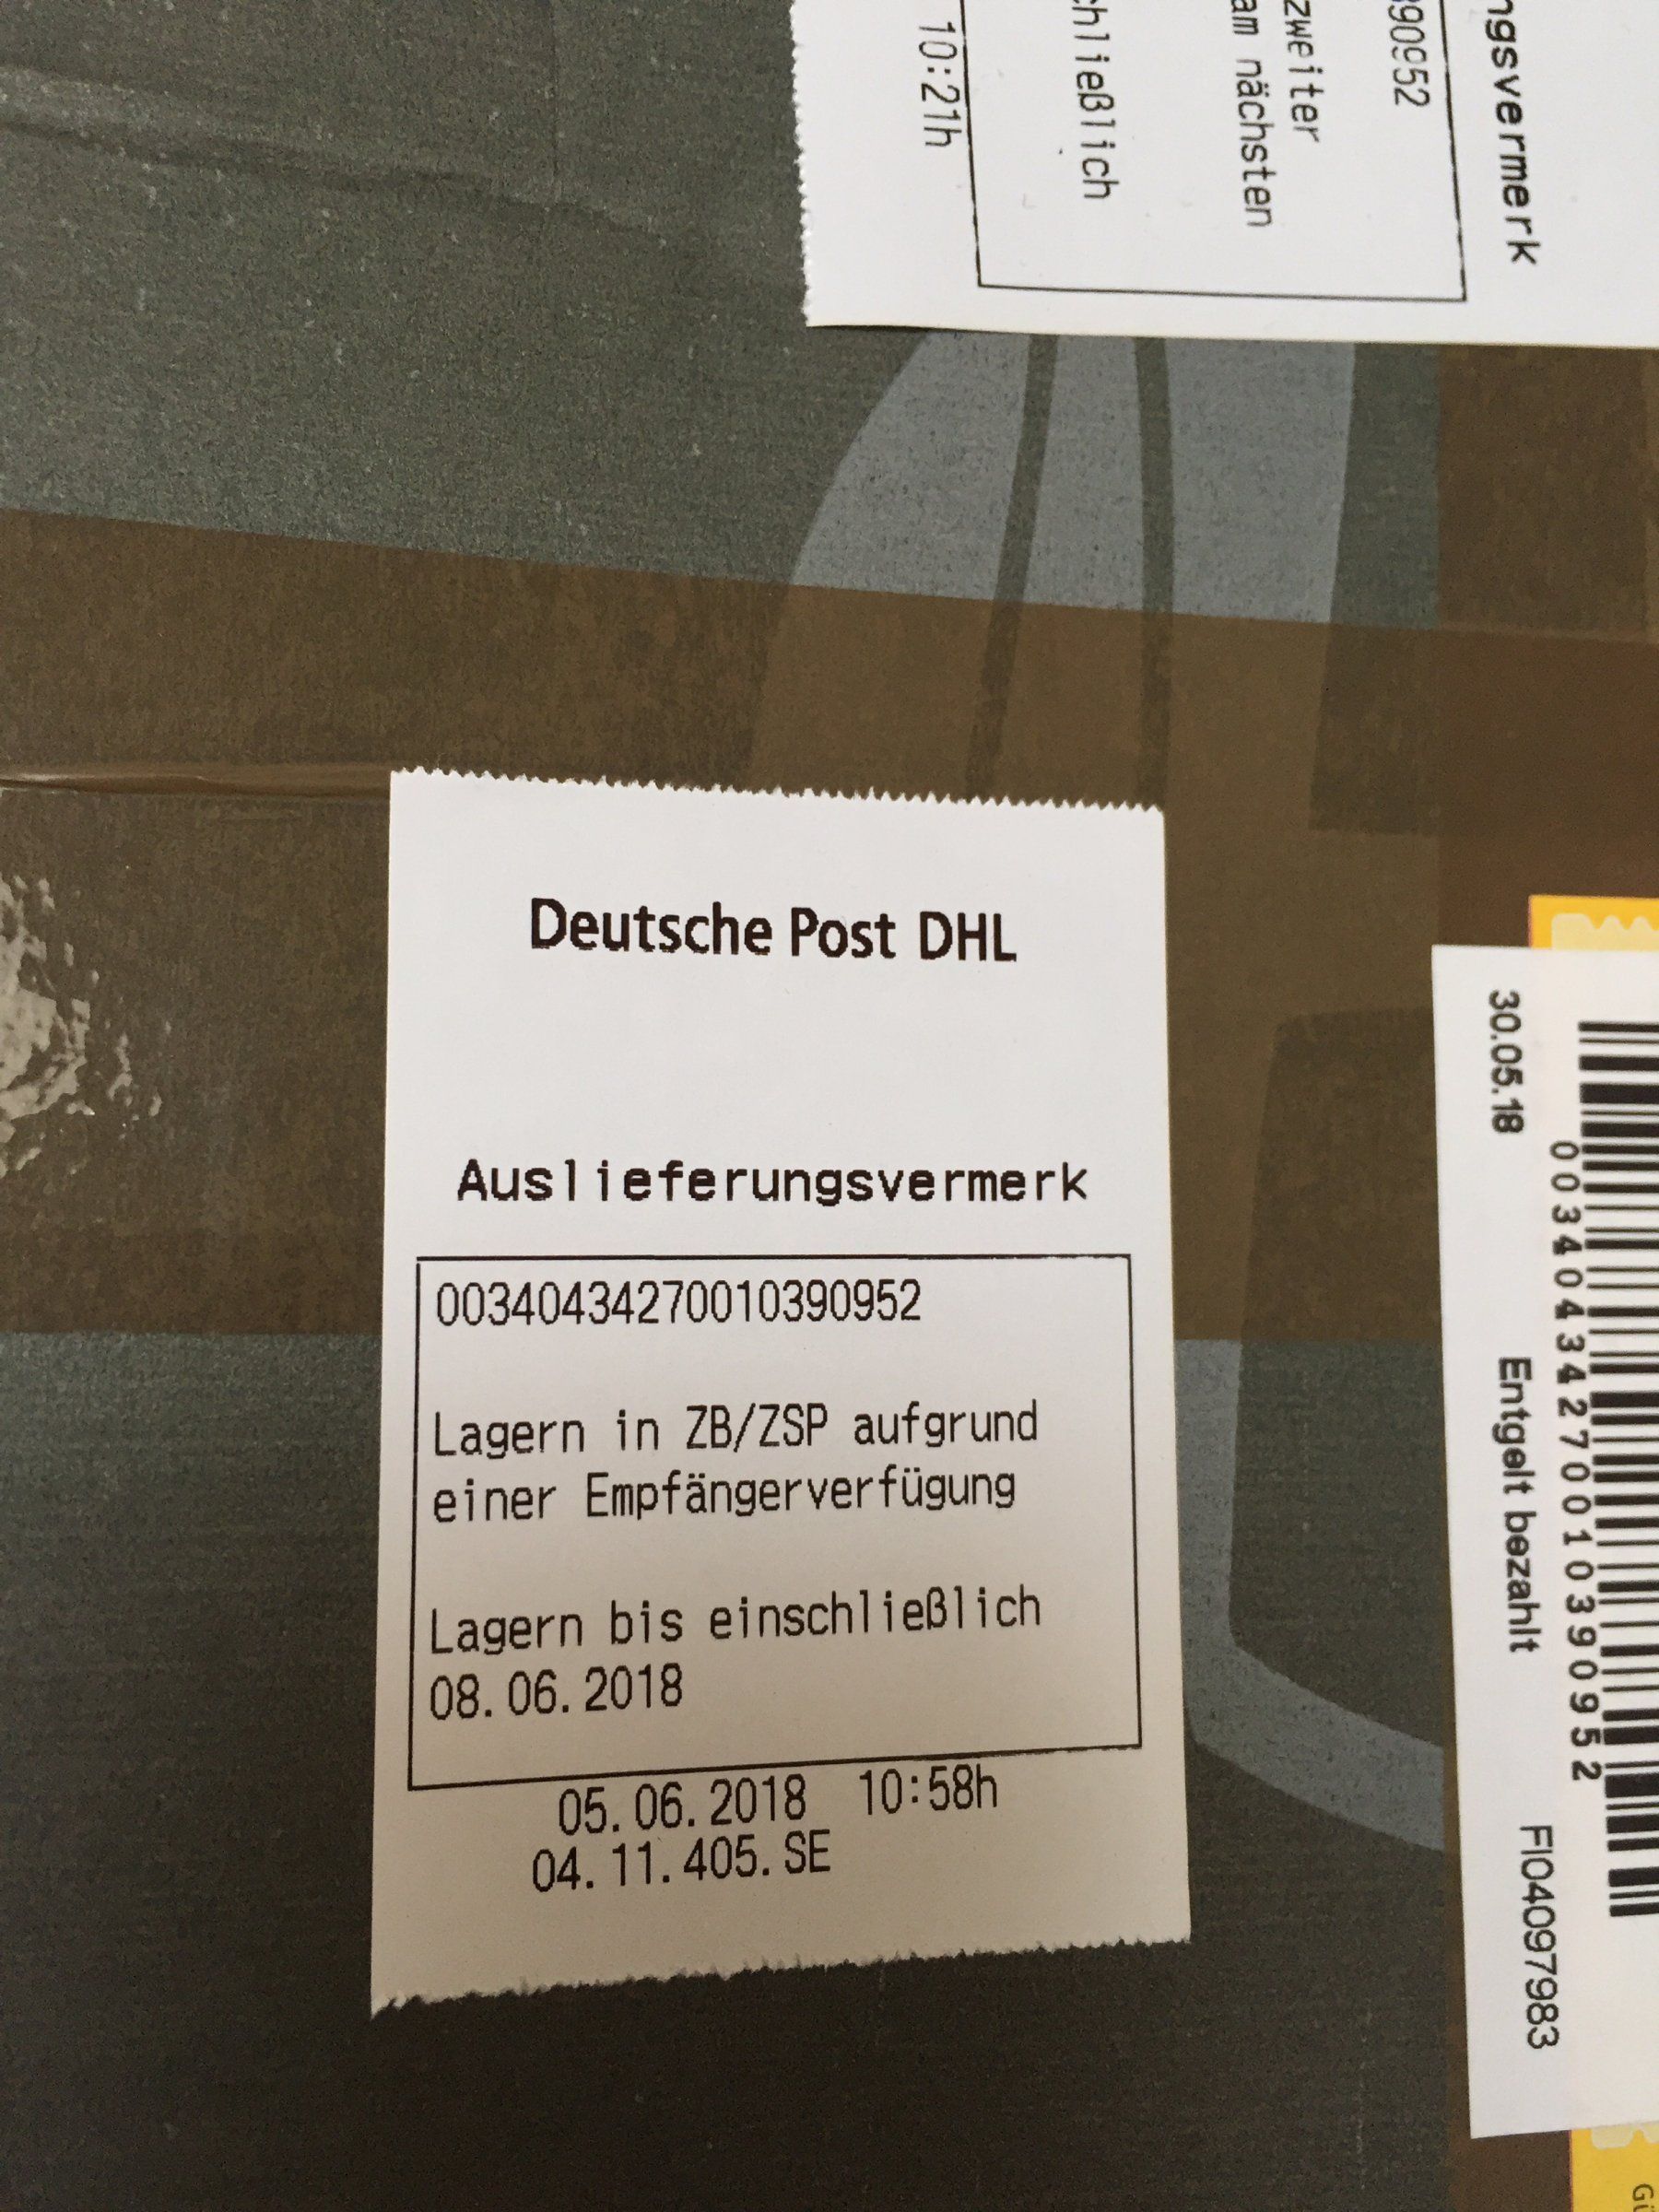 ngsvermerk
390952
zweiter
am nächsten
chließlich
10:21h
Deutsche Post DHL
Auslieferungsvermerk
00340434270010390952
Lagern in ZB/ZSP aufgrund
einer Empfängerverfügung
Lagern bis einschließlich
08.06.2018
05.06.2018 10:58h
04.11.405.SE
00340434270010390952
30.05.18 Entgelt bezahlt FI04097983